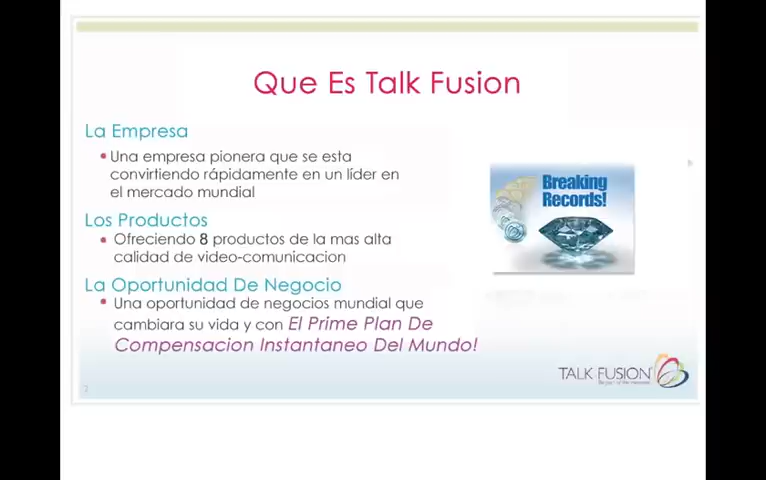 Que Es Talk Fusion
La Empresa
• Una empresa pionera que se esta
convirtiendo rápidamente en un líder en
el mercado mundial
Los Productos
• Ofreciendo 8 productos de la mas alta
calidad de video-comunicacion
La Oportunidad De Negocio
• Una oportunidad de negocios mundial que
cambiara su vida y con El Prime Plan De
Compensacion Instantaneo Del Mundo!
Breaking
Records!
TALK FUSION